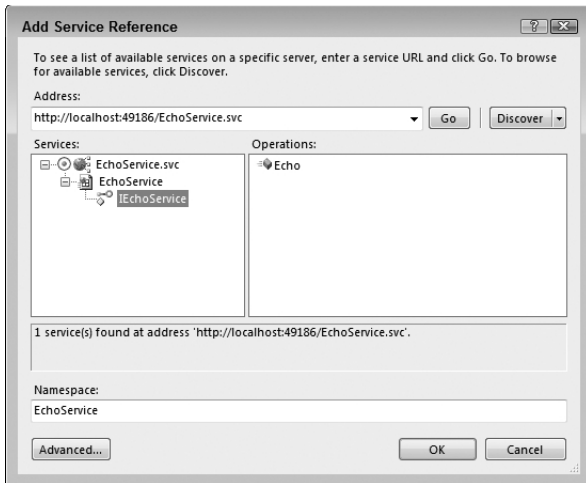 Add Service Reference
To see a list of available services on a specific server, enter a service URL and click Go. To browse
for available services, click Discover.
Address:
http://localhost:49186/EchoService.svc
Go
Discover
Services:
Operations:
EchoService.svc
EchoService
IEchoService
Echo
1 service(s) found at address 'http://localhost:49186/EchoService.svc'.
Namespace:
EchoService
Advanced...
OK
Cancel